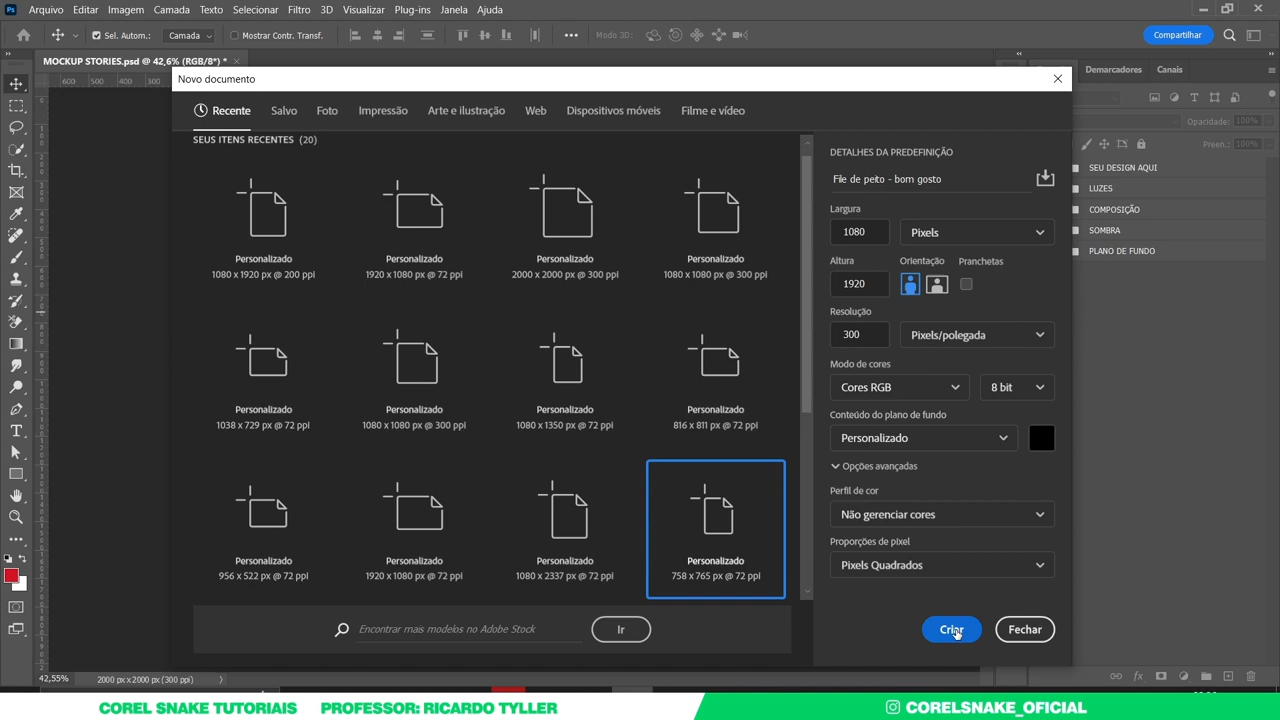 Ps Arquivo Editar Imagem Camada Texto Selecionar Filtro 3D Visualizar Plug-ins Janela Ajuda
Sel. Autom.: Camada Mostrar Contr. Transf. Modo 3D: Compartilhar
MOCKUP STORIES.psd @ 42,6% (RGB/8*) *
Demarcadores Canais
600 500 400 300
Novo documento
Recente Salvo Foto Impressão Arte e ilustração Web Dispositivos móveis Filme e vídeo
SEUS ITENS RECENTES (20)
Personalizado Personalizado Personalizado Personalizado
1080 x 1920 px @ 200 ppi 1920 x 1080 px @ 72 ppi 2000 x 2000 px @ 300 ppi 1080 x 1080 px @ 300 ppi
Personalizado Personalizado Personalizado Personalizado
1038 x 729 px @ 72 ppi 1080 x 1080 px @ 300 ppi 1080 x 1350 px @ 72 ppi 816 x 811 px @ 72 ppi
Personalizado Personalizado Personalizado Personalizado
956 x 522 px @ 72 ppi 1920 x 1080 px @ 72 ppi 1080 x 2337 px @ 72 ppi 758 x 765 px @ 72 ppi
Encontrar mais modelos no Adobe Stock Ir
DETALHES DA PREDEFINIÇÃO
File de peito - bom gosto
Largura
1080 Pixels
Altura Orientação Pranchetas
1920
Resolução
300 Pixels/polegada
Modo de cores
Cores RGB 8 bit
Conteúdo do plano de fundo
Personalizado
Opções avançadas
Perfil de cor
Não gerenciar cores
Proporções de pixel
Pixels Quadrados
Criar Fechar
Opacidade: 100%
Preen.: 100%
SEU DESIGN AQUI
LUZES
COMPOSIÇÃO
SOMBRA
PLANO DE FUNDO
42,55% 2000 px x 2000 px (300 ppi)
COREL SNAKE TUTORIAIS PROFESSOR: RICARDO TYLLER CORELSNAKE_OFICIAL